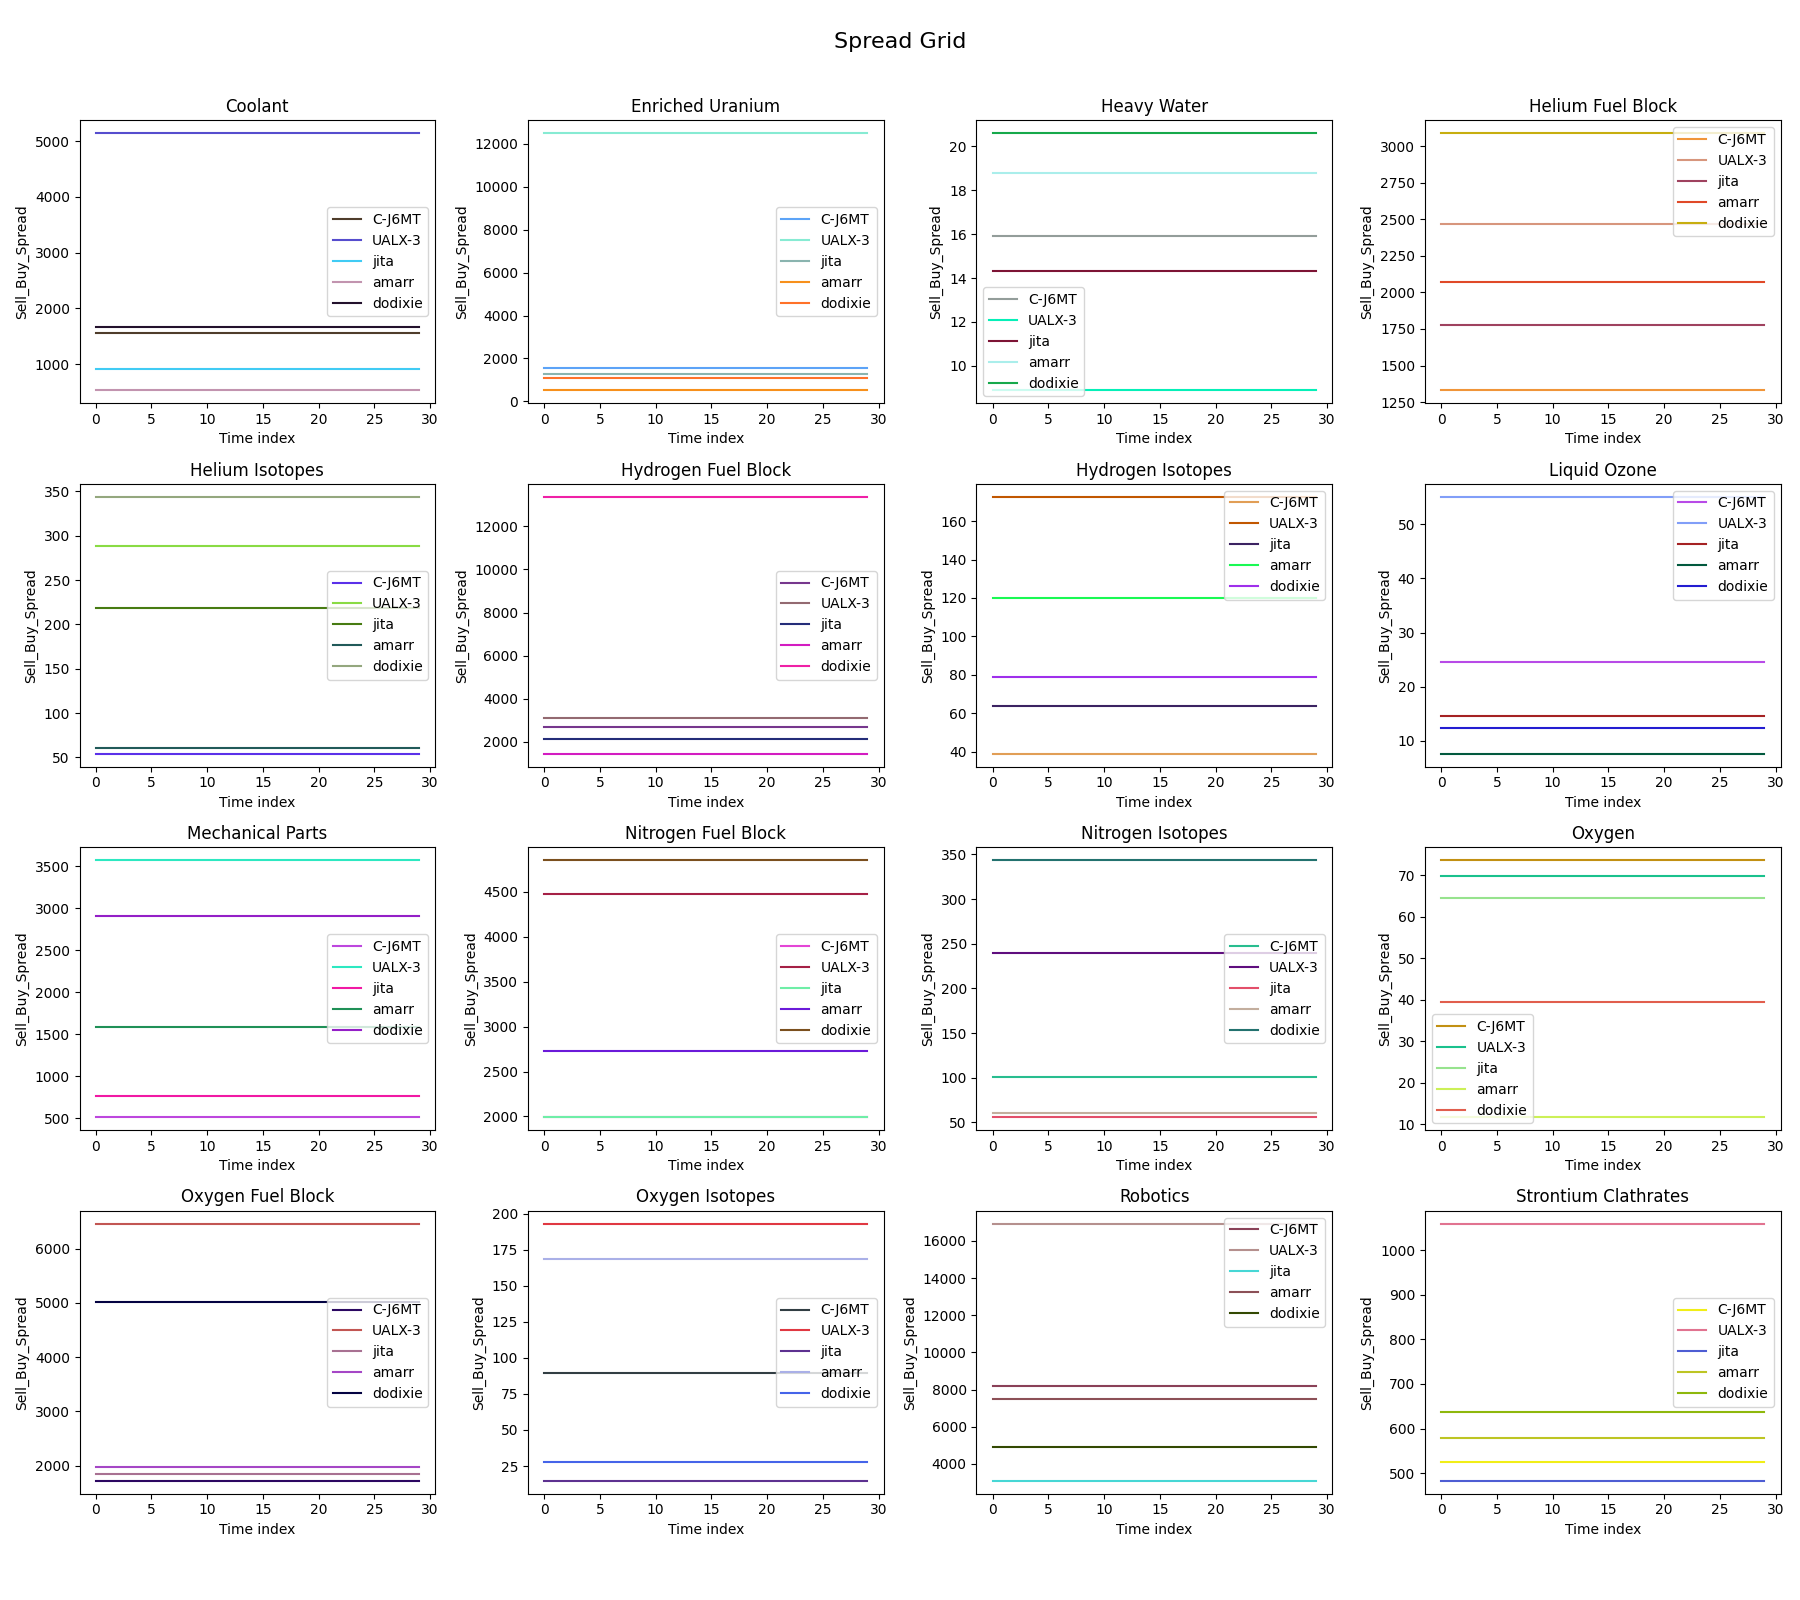 Spread Grid
Coolant
Sell_Buy_Spread
5000
4000
3000
2000
1000
C-J6MT
UALX-3
jita
amarr
dodixie
0 5 10 15 20 25 30
Time index
Enriched Uranium
Sell_Buy_Spread
12000
10000
8000
6000
4000
2000
0
C-J6MT
UALX-3
jita
amarr
dodixie
0 5 10 15 20 25 30
Time index
Heavy Water
Sell_Buy_Spread
20
18
16
14
12
10
C-J6MT
UALX-3
jita
amarr
dodixie
0 5 10 15 20 25 30
Time index
Helium Fuel Block
Sell_Buy_Spread
3000
2750
2500
2250
2000
1750
1500
1250
C-J6MT
UALX-3
jita
amarr
dodixie
0 5 10 15 20 25 30
Time index
Helium Isotopes
Sell_Buy_Spread
350
300
250
200
150
100
50
C-J6MT
UALX-3
jita
amarr
dodixie
0 5 10 15 20 25 30
Time index
Hydrogen Fuel Block
Sell_Buy_Spread
12000
10000
8000
6000
4000
2000
C-J6MT
UALX-3
jita
amarr
dodixie
0 5 10 15 20 25 30
Time index
Hydrogen Isotopes
Sell_Buy_Spread
160
140
120
100
80
60
40
C-J6MT
UALX-3
jita
amarr
dodixie
0 5 10 15 20 25 30
Time index
Liquid Ozone
Sell_Buy_Spread
50
40
30
20
10
C-J6MT
UALX-3
jita
amarr
dodixie
0 5 10 15 20 25 30
Time index
Mechanical Parts
Sell_Buy_Spread
3500
3000
2500
2000
1500
1000
500
C-J6MT
UALX-3
jita
amarr
dodixie
0 5 10 15 20 25 30
Time index
Nitrogen Fuel Block
Sell_Buy_Spread
4500
4000
3500
3000
2500
2000
C-J6MT
UALX-3
jita
amarr
dodixie
0 5 10 15 20 25 30
Time index
Nitrogen Isotopes
Sell_Buy_Spread
350
300
250
200
150
100
50
C-J6MT
UALX-3
jita
amarr
dodixie
0 5 10 15 20 25 30
Time index
Oxygen
Sell_Buy_Spread
70
60
50
40
30
20
10
C-J6MT
UALX-3
jita
amarr
dodixie
0 5 10 15 20 25 30
Time index
Oxygen Fuel Block
Sell_Buy_Spread
6000
5000
4000
3000
2000
C-J6MT
UALX-3
jita
amarr
dodixie
0 5 10 15 20 25 30
Time index
Oxygen Isotopes
Sell_Buy_Spread
200
175
150
125
100
75
50
25
C-J6MT
UALX-3
jita
amarr
dodixie
0 5 10 15 20 25 30
Time index
Robotics
Sell_Buy_Spread
16000
14000
12000
10000
8000
6000
4000
C-J6MT
UALX-3
jita
amarr
dodixie
0 5 10 15 20 25 30
Time index
Strontium Clathrates
Sell_Buy_Spread
1000
900
800
700
600
500
C-J6MT
UALX-3
jita
amarr
dodixie
0 5 10 15 20 25 30
Time index